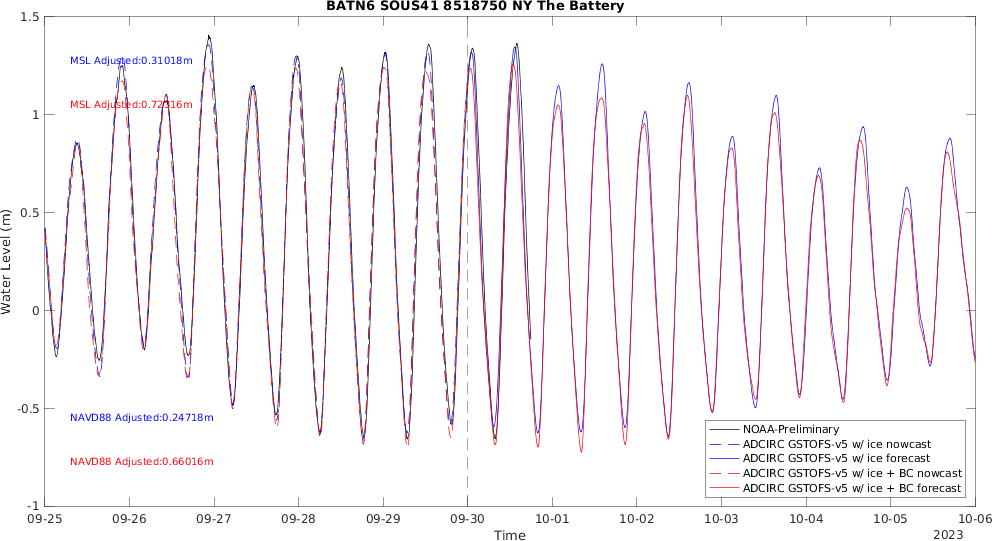 BATN6 SOUS41 8518750 NY The Battery
1.5
1
0.5
0
-0.5
-1
Water Level (m)
MSL Adjusted:0.31018m
MSL Adjusted:0.72316m
NAVD88 Adjusted:0.24718m
NAVD88 Adjusted:0.66016m
NOAA-Preliminary
ADCIRC GSTOFS-v5 w/ ice nowcast
ADCIRC GSTOFS-v5 w/ ice forecast
ADCIRC GSTOFS-v5 w/ ice + BC nowcast
ADCIRC GSTOFS-v5 w/ ice + BC forecast
09-25 09-26 09-27 09-28 09-29 09-30 10-01 10-02 10-03 10-04 10-05 10-06
Time
2023